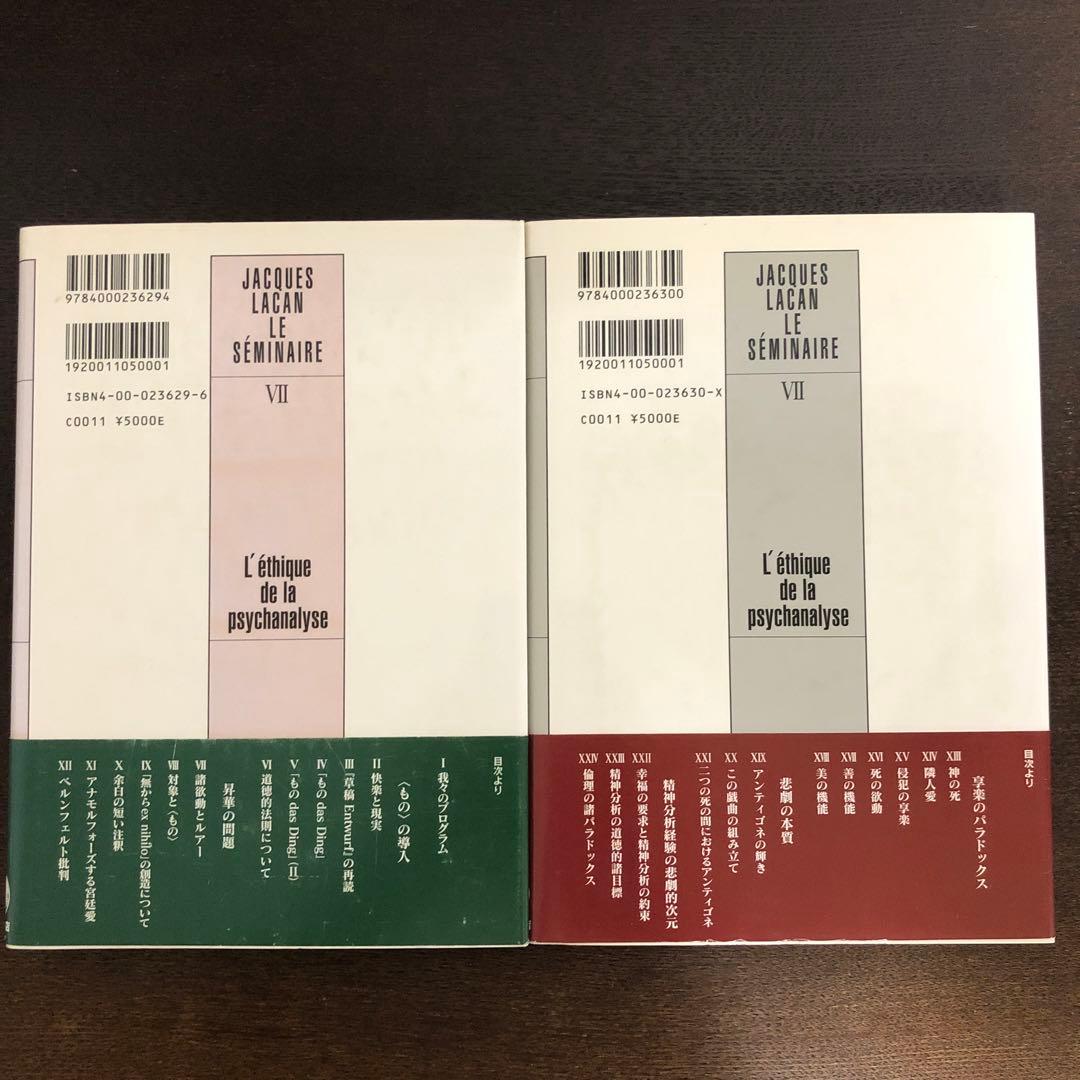 9784000236294
1920011050001
ISBN4-00-023629-6
C0011 ¥5000E
JACQUES
LACAN
LE
SÉMINAIRE
VII
L'éthique
de la
psychanalyse
目次より
I 我々のプログラム
〈もの〉の導入
II 快楽と現実
III 『草稿 Entwurf』の再読
IV 「もの das Ding」
V 「もの das Ding」(II)
VI 道徳的法則について
昇華の問題
VII 諸欲動とルアー
VIII 対象と〈もの〉
IX 「無から ex nihilo」の創造について
X 余白の短い注釈
XI アナモルフォーズする宮廷愛
XII ベルンフェルト批判
9784000236300
1920011050001
ISBN4-00-023630-X
C0011 ¥5000E
JACQUES
LACAN
LE
SÉMINAIRE
VII
L'éthique
de la
psychanalyse
目次より
享楽のパラドックス
XIII 神の死
XIV 隣人愛
XV 侵犯の享楽
XVI 死の欲動
XVII 善の機能
XVIII 美の機能
悲劇の本質
XIX アンティゴネの輝き
XX この戯曲の組み立て
XXI 二つの死の間におけるアンティゴネ
精神分析経験の悲劇的次元
XXII 幸福の要求と精神分析の約束
XXIII 精神分析の道徳的諸目標
XXIV 倫理の諸パラドックス